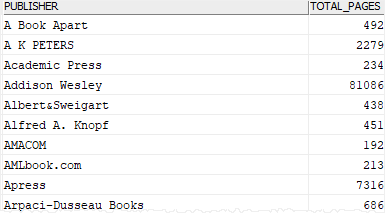 PUBLISHER TOTAL_PAGES
A Book Apart 492
A K PETERS 2279
Academic Press 234
Addison Wesley 81086
Albert&Sweigart 438
Alfred A. Knopf 451
AMACOM 192
AMLbook.com 213
Apress 7316
Arpaci-Dusseau Books 686